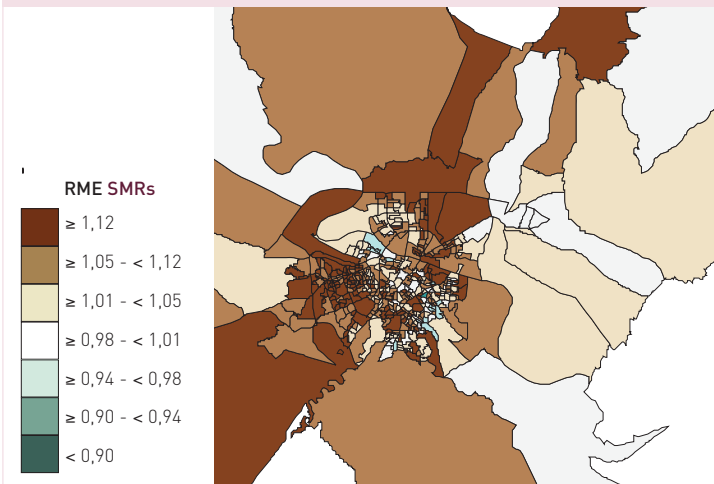 RME SMRs
≥ 1,12
≥ 1,05 - < 1,12
≥ 1,01 - < 1,05
≥ 0,98 - < 1,01
≥ 0,94 - < 0,98
≥ 0,90 - < 0,94
< 0,90